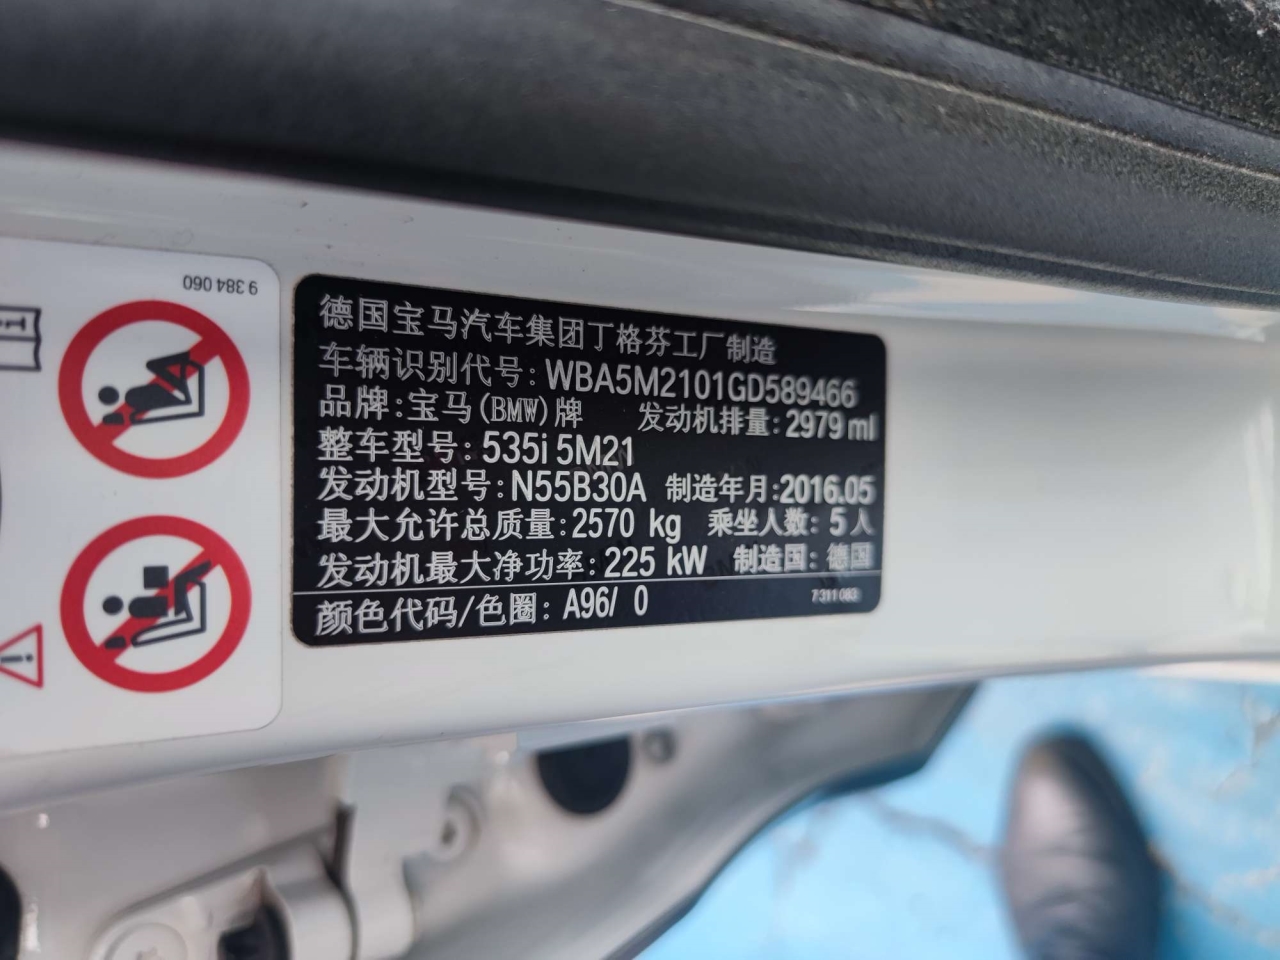 9 384 060
德国宝马汽车集团丁格芬工厂制造
车辆识别代号: WBA5M2101GD589466
品牌: 宝马(BMW)牌 发动机排量: 2979 ml
整车型号: 535i 5M21
发动机型号: N55B30A 制造年月: 2016.05
最大允许总质量: 2570 kg 乘坐人数: 5人
发动机最大净功率: 225 kW 制造国: 德国
颜色代码/色圈: A96/ 0
7 311 083